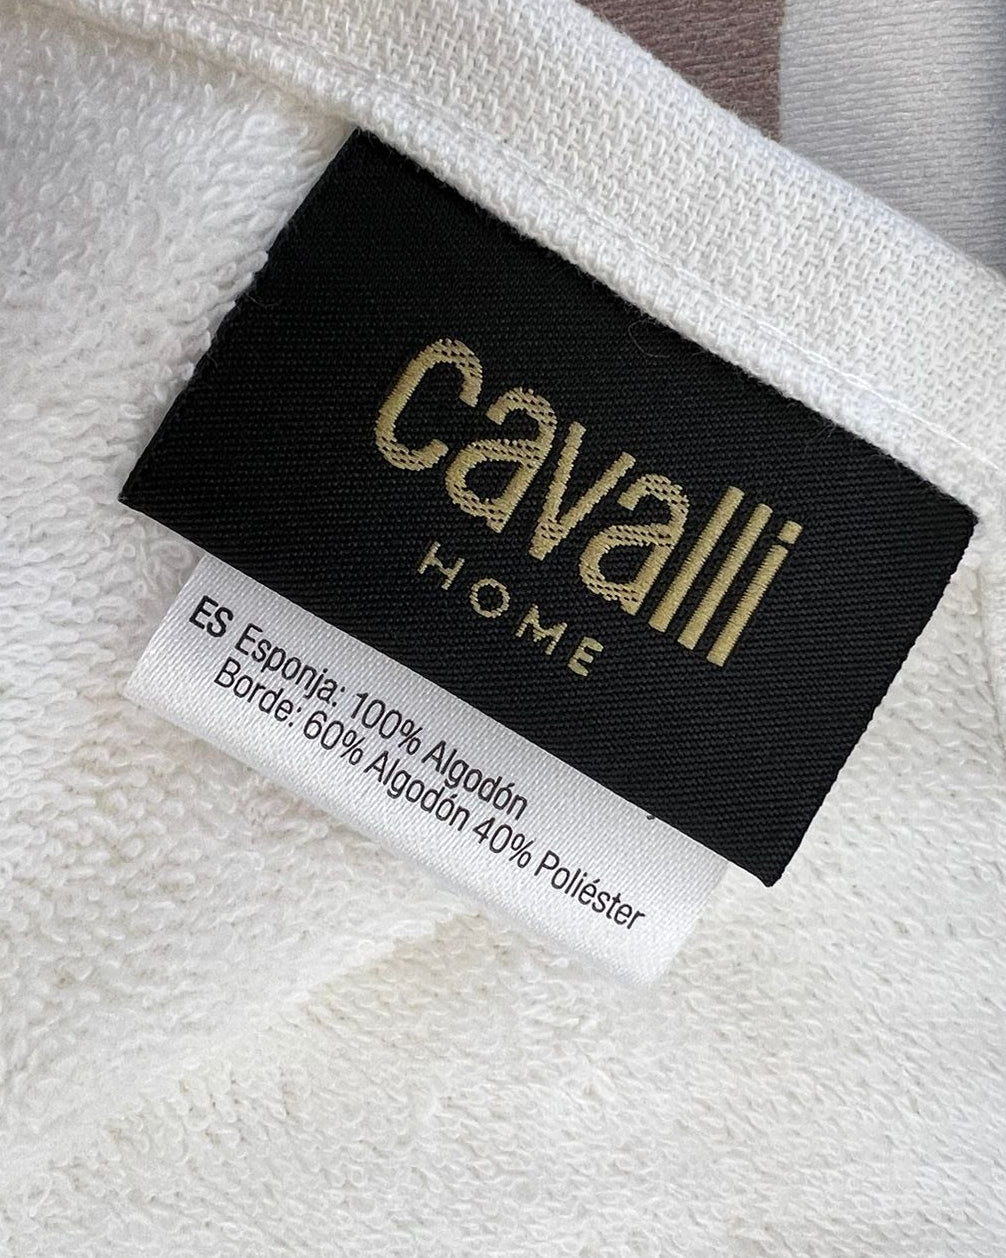 cavalli
HOME
ES Esponja: 100% Algodón
Borde: 60% Algodón 40% Poliéster